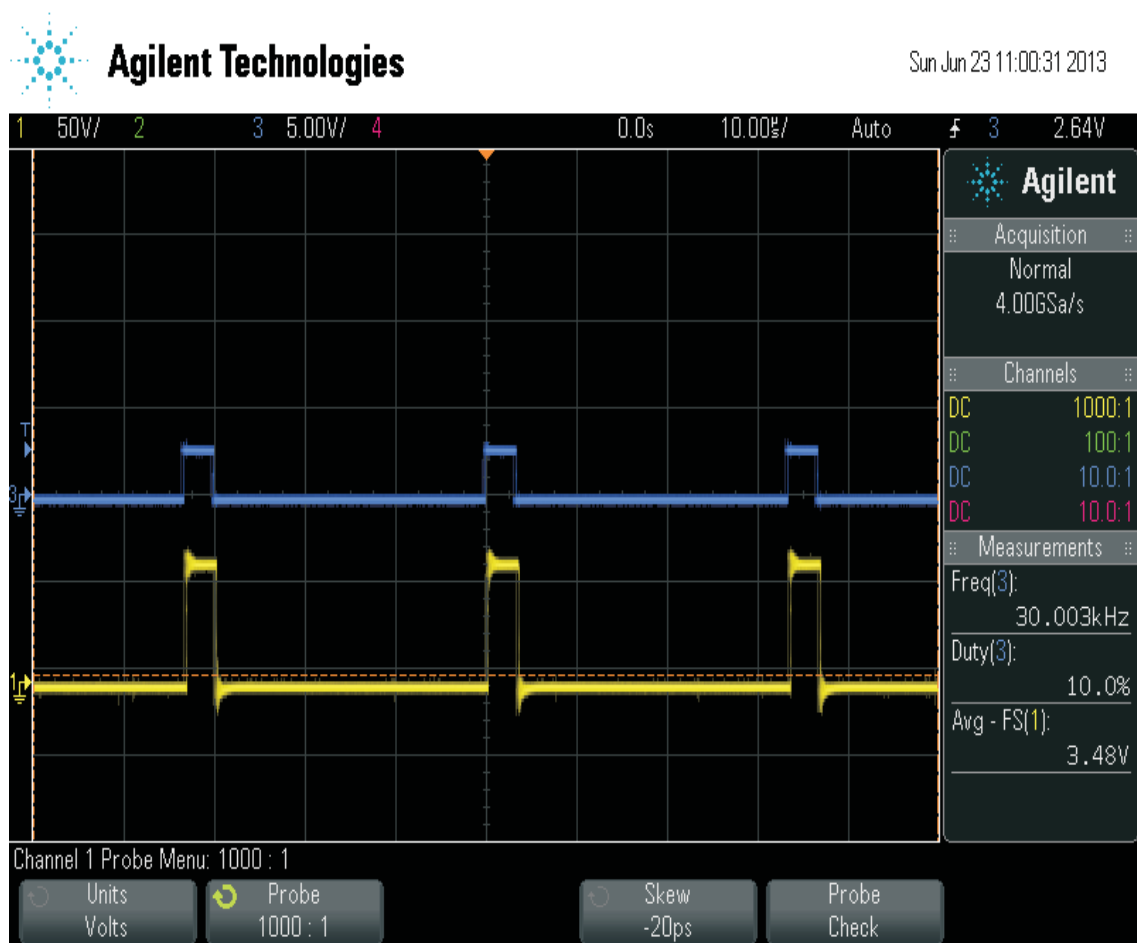 Agilent Technologies
Sun Jun 23 11:00:31 2013
1 50V/ 2 3 5.00V/ 4 0.0s 10.00µs/ Auto 3 2.64V
Agilent
Acquisition
Normal
4.00GSa/s
Channels
DC 1000:1
DC 100:1
DC 10.0:1
DC 10.0:1
Measurements
Freq(3):
30.003kHz
Duty(3):
10.0%
Avg - FS(1):
3.48V
T
3
1
Channel 1 Probe Menu: 1000 : 1
Units
Volts
Probe
1000 : 1
Skew
-20ps
Probe
Check